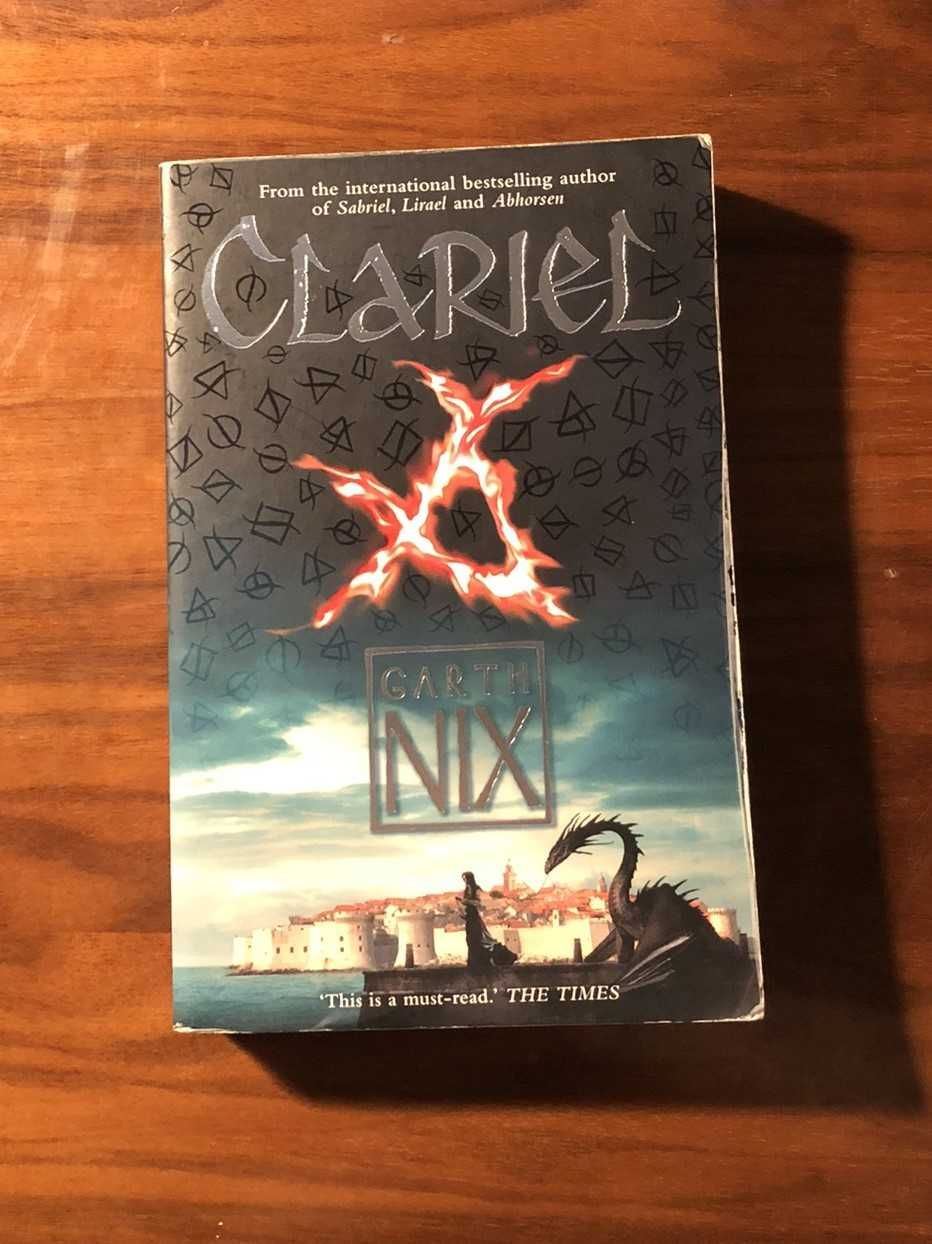 From the international bestselling author
of Sabriel, Lirael and Abhorsen
CLARIEL
GARTH
NIX
'This is a must-read.' THE TIMES